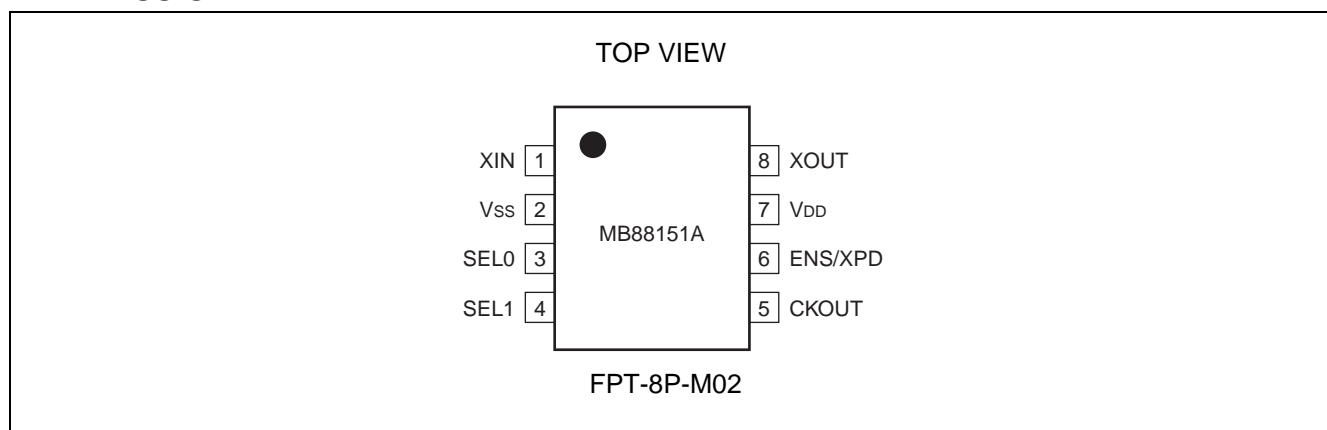 TOP VIEW
XIN 1 8 XOUT
Vss 2 7 VDD
MB88151A
SEL0 3 6 ENS/XPD
SEL1 4 5 CKOUT
FPT-8P-M02